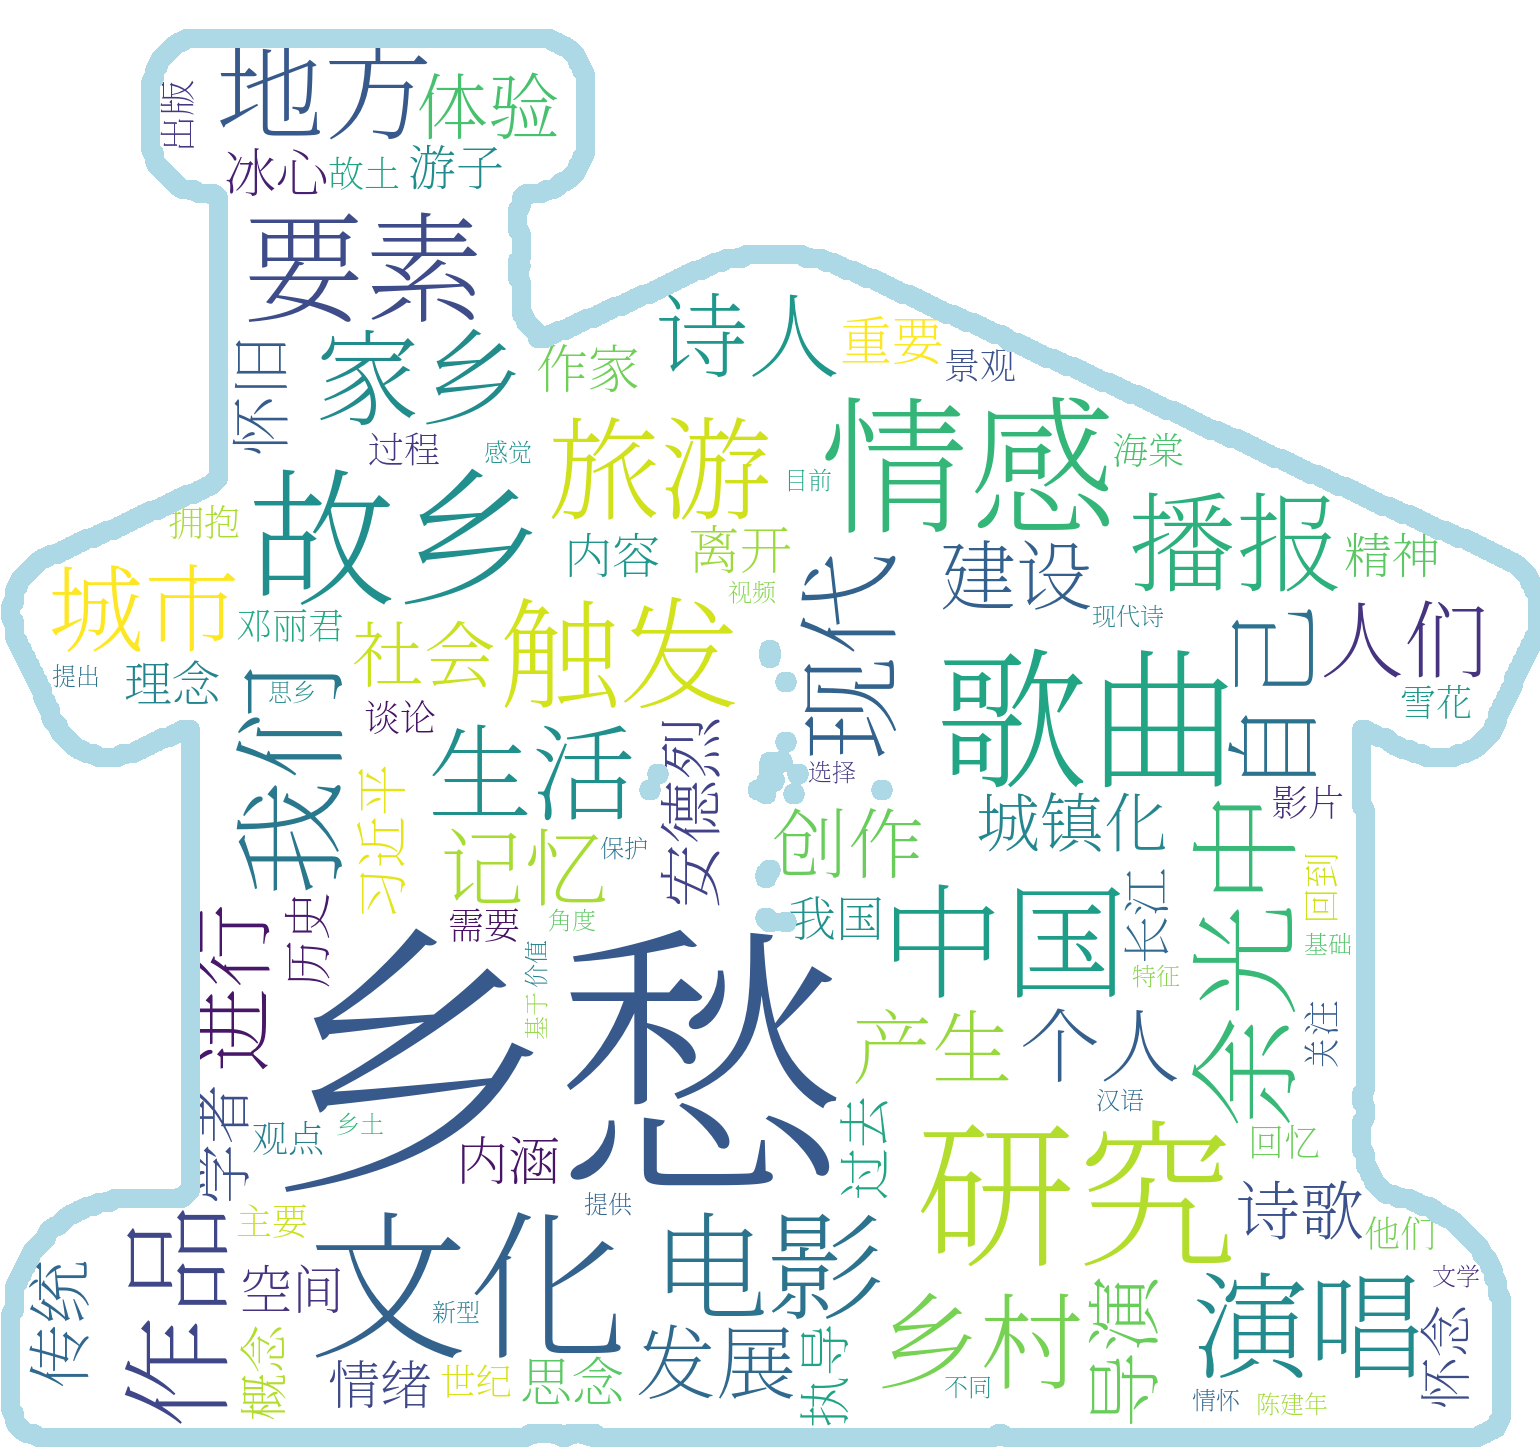 地方
体验
出版
冰心
故土
游子
要素
诗人
重要
景观
家乡
作家
怀旧
过程
感觉
旅游
目前
情感
海棠
故乡
拥抱
内容
离开
视频
建设
播报
精神
现代诗
城市
邓丽君
社会
触发
现代
自己
人们
提出
理念
思乡
我们
谈论
歌曲
雪花
生活
安德烈
选择
影片
习近平
记忆
保护
创作
城镇化
余光中
回到
历史
需要
角度
我国
中国
长江
基础
进行
乡愁
价值
基于
特征
产生
个人
关注
学者
观点
乡土
内涵
过去
汉语
研究
回忆
提供
主要
诗歌
他们
作品
传统
空间
文化
电影
新型
文学
乡村
导演
演唱
怀念
概念
情绪
世纪
思念
发展
执导
不同
情怀
陈建年